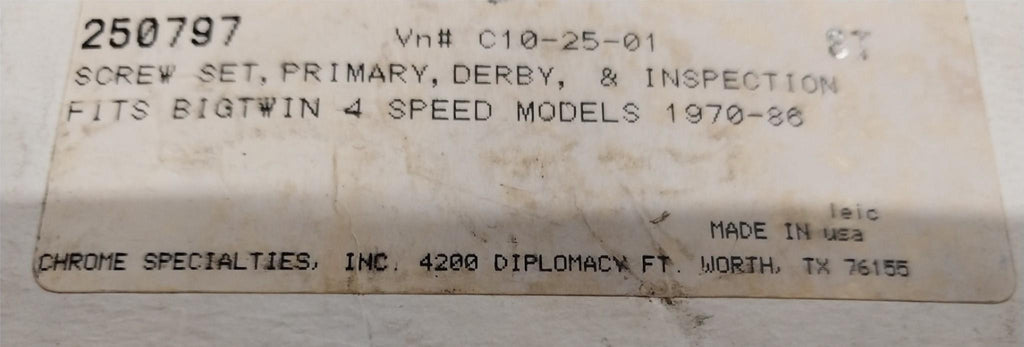 250797 Vn# C10-25-01 ST
SCREW SET, PRIMARY, DERBY, & INSPECTION
FITS BIGTWIN 4 SPEED MODELS 1970-86
leic
MADE IN usa
CHROME SPECIALTIES, INC. 4200 DIPLOMACY FT. WORTH, TX 76155